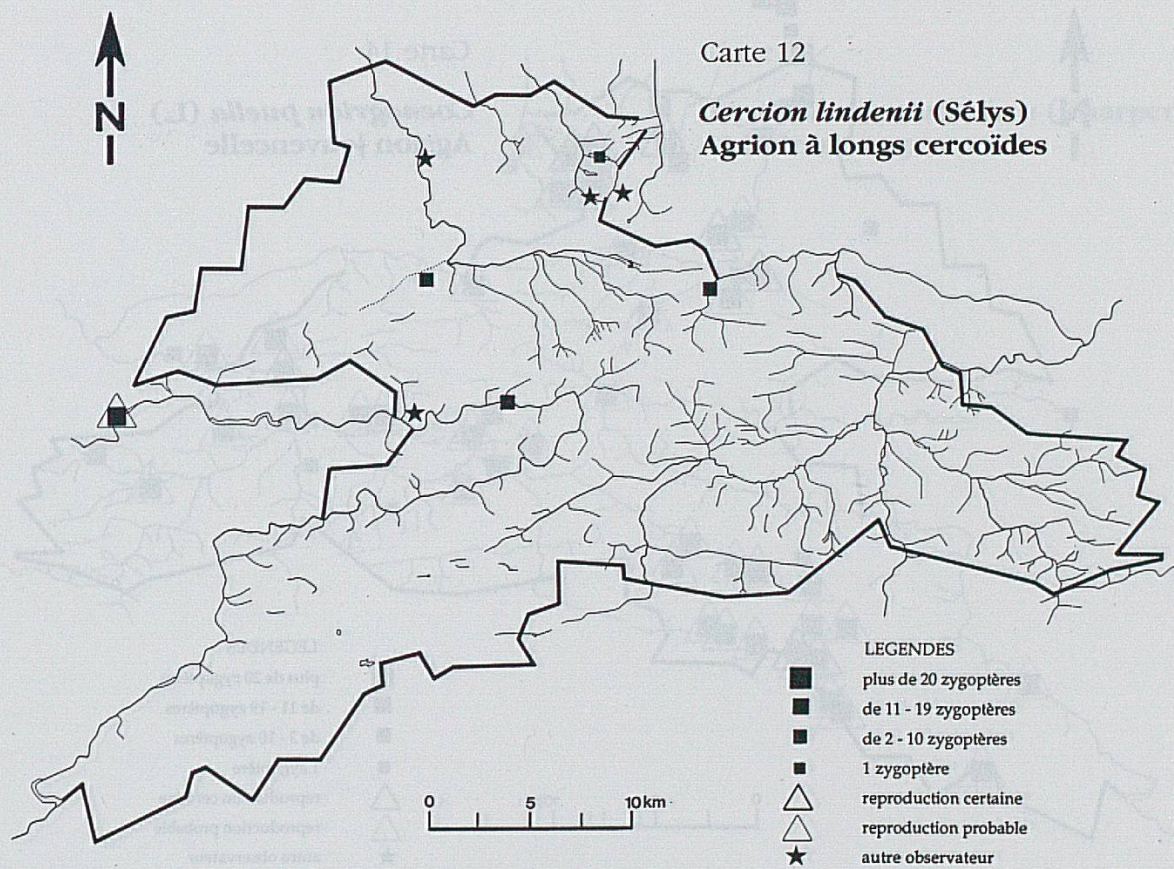 N
Carte 12
Cercion lindenii (Sélys)
Agrion à longs cercoïdes
LEGENDES
plus de 20 zygoptères
de 11 - 19 zygoptères
de 2 - 10 zygoptères
1 zygoptère
reproduction certaine
reproduction probable
autre observateur
0 5 10km